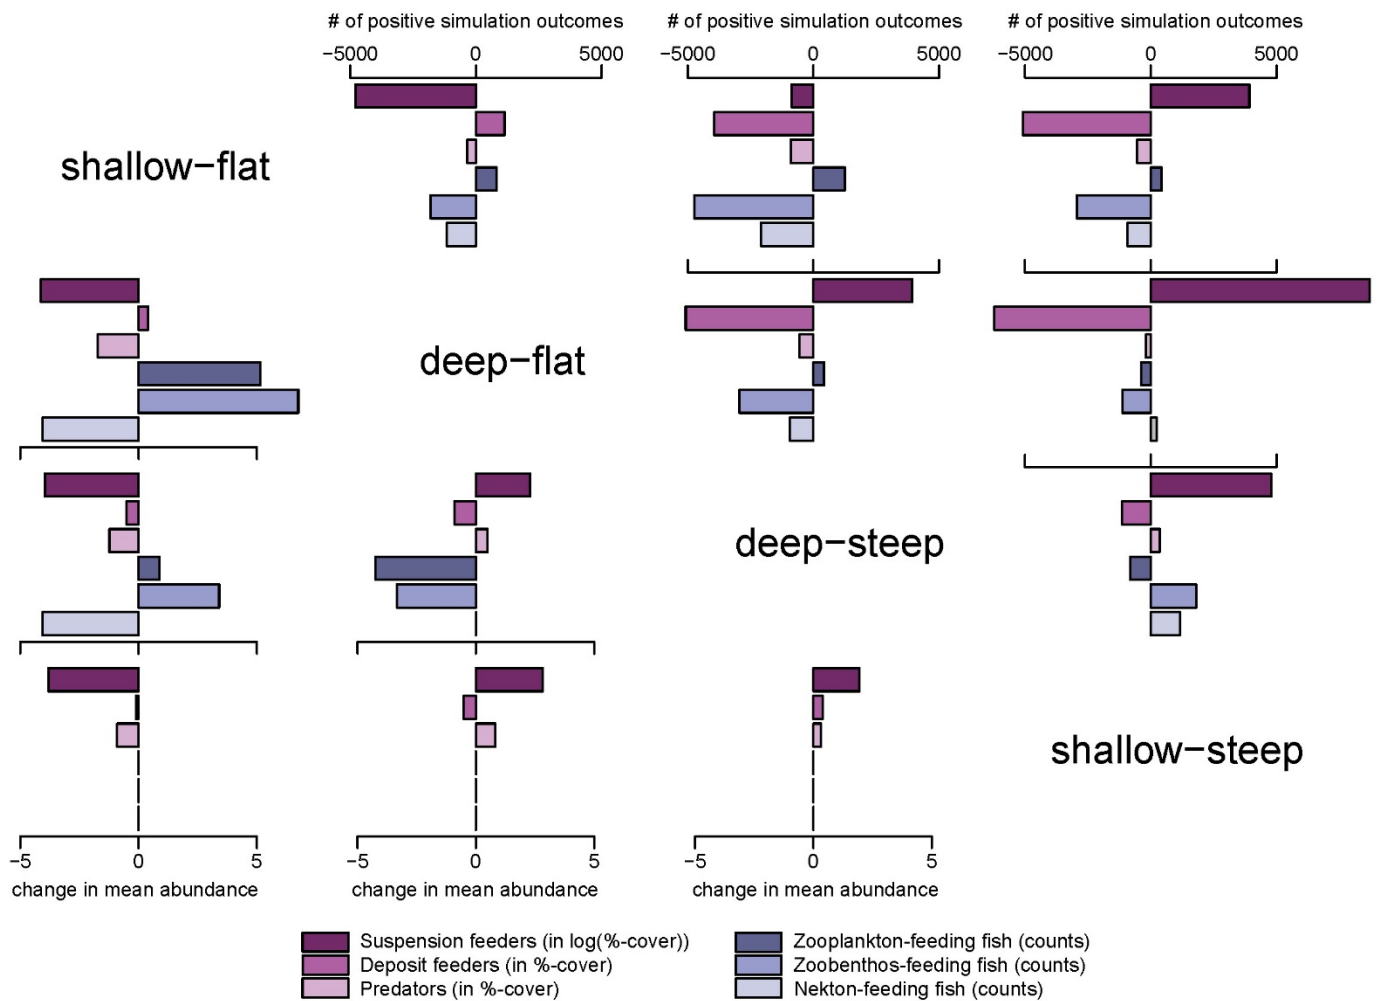 # of positive simulation outcomes # of positive simulation outcomes # of positive simulation outcomes
−5000 0 5000 −5000 0 5000 −5000 0 5000
shallow−flat
deep−flat
deep−steep
shallow−steep
−5 0 5 −5 0 5 −5 0 5
change in mean abundance change in mean abundance change in mean abundance
Suspension feeders (in log(%-cover)) Zooplankton-feeding fish (counts)
Deposit feeders (in %-cover) Zoobenthos-feeding fish (counts)
Predators (in %-cover) Nekton-feeding fish (counts)